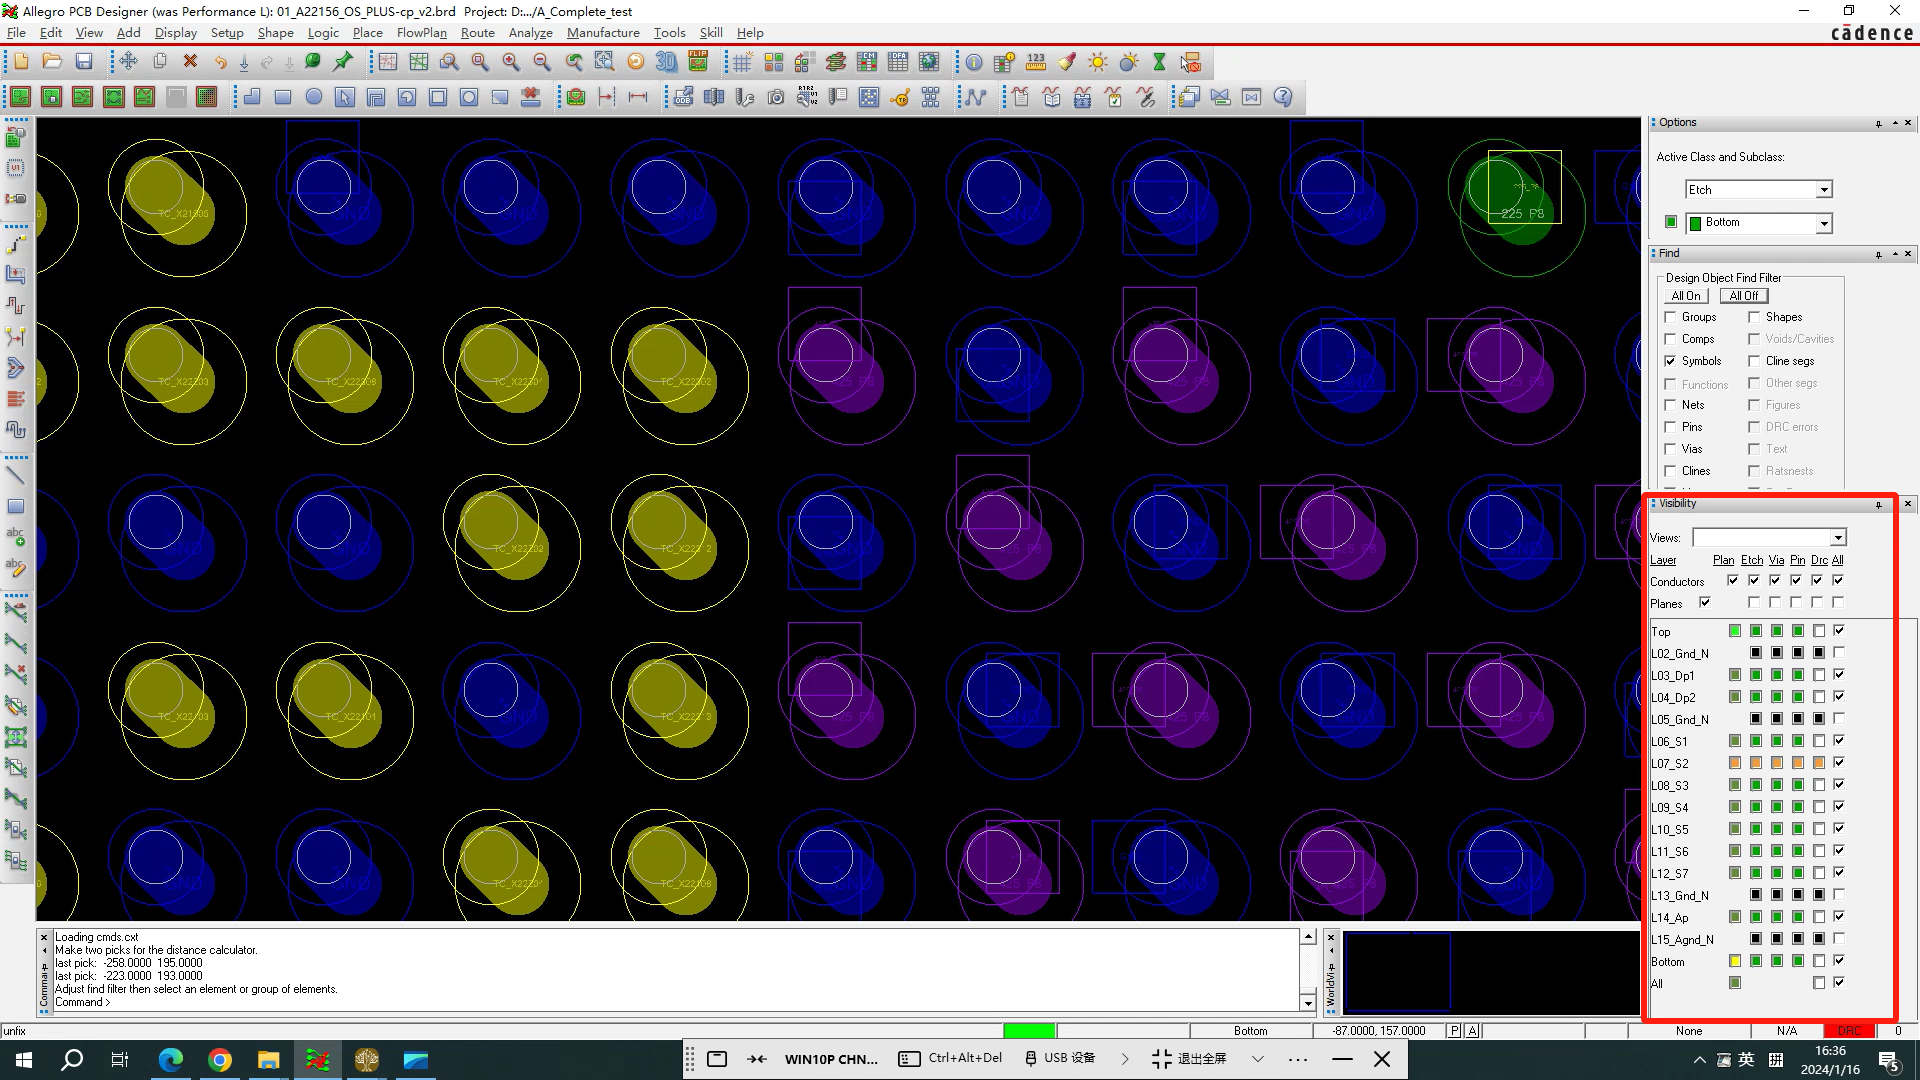 Allegro PCB Designer (was Performance L): 01_A22156_OS_PLUS-cp_v2.brd   Project: D:.../A_Complete_test
File Edit View Add Display Setup Shape Logic Place FlowPlan Route Analyze Manufacture Tools Skill Help
cādence
Options
Active Class and Subclass:
Etch
Bottom
Find
Design Object Find Filter
All On All Off
Groups Shapes
Comps Voids/Cavities
Symbols Cline segs
Functions Other segs
Nets Figures
Pins DRC errors
Vias Text
Clines Ratsnests
Visibility
Views:
Layer Plan Etch Via Pin Drc All
Conductors
Planes
Top
L02_Gnd_N
L03_Dp1
L04_Dp2
L05_Gnd_N
L06_S1
L07_S2
L08_S3
L09_S4
L10_S5
L11_S6
L12_S7
L13_Gnd_N
L14_Ap
L15_Agnd_N
Bottom
All
225 P8
Loading cmds.cxt
Make two picks for the distance calculator.
last pick:  -258.0000  195.0000
last pick:  -223.0000  193.0000
Adjust find filter then select an element or group of elements.
Command >
unfix Bottom -87.0000, 157.0000 P A None N/A DRC 0
WIN10P CHN... Ctrl+Alt+Del USB 设备 退出全屏
英
16:36
2024/1/16
5